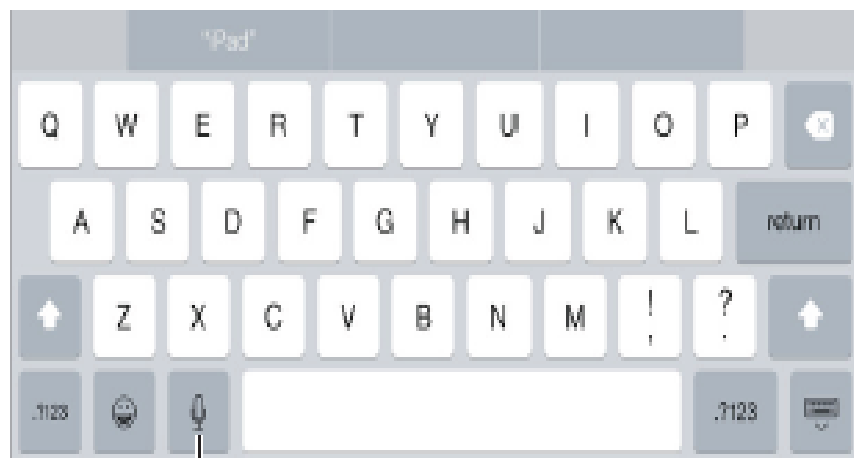 "iPad"
Q W E R T Y U I O P
A S D F G H J K L return
Z X C V B N M ! , ? .
.?123 .?123